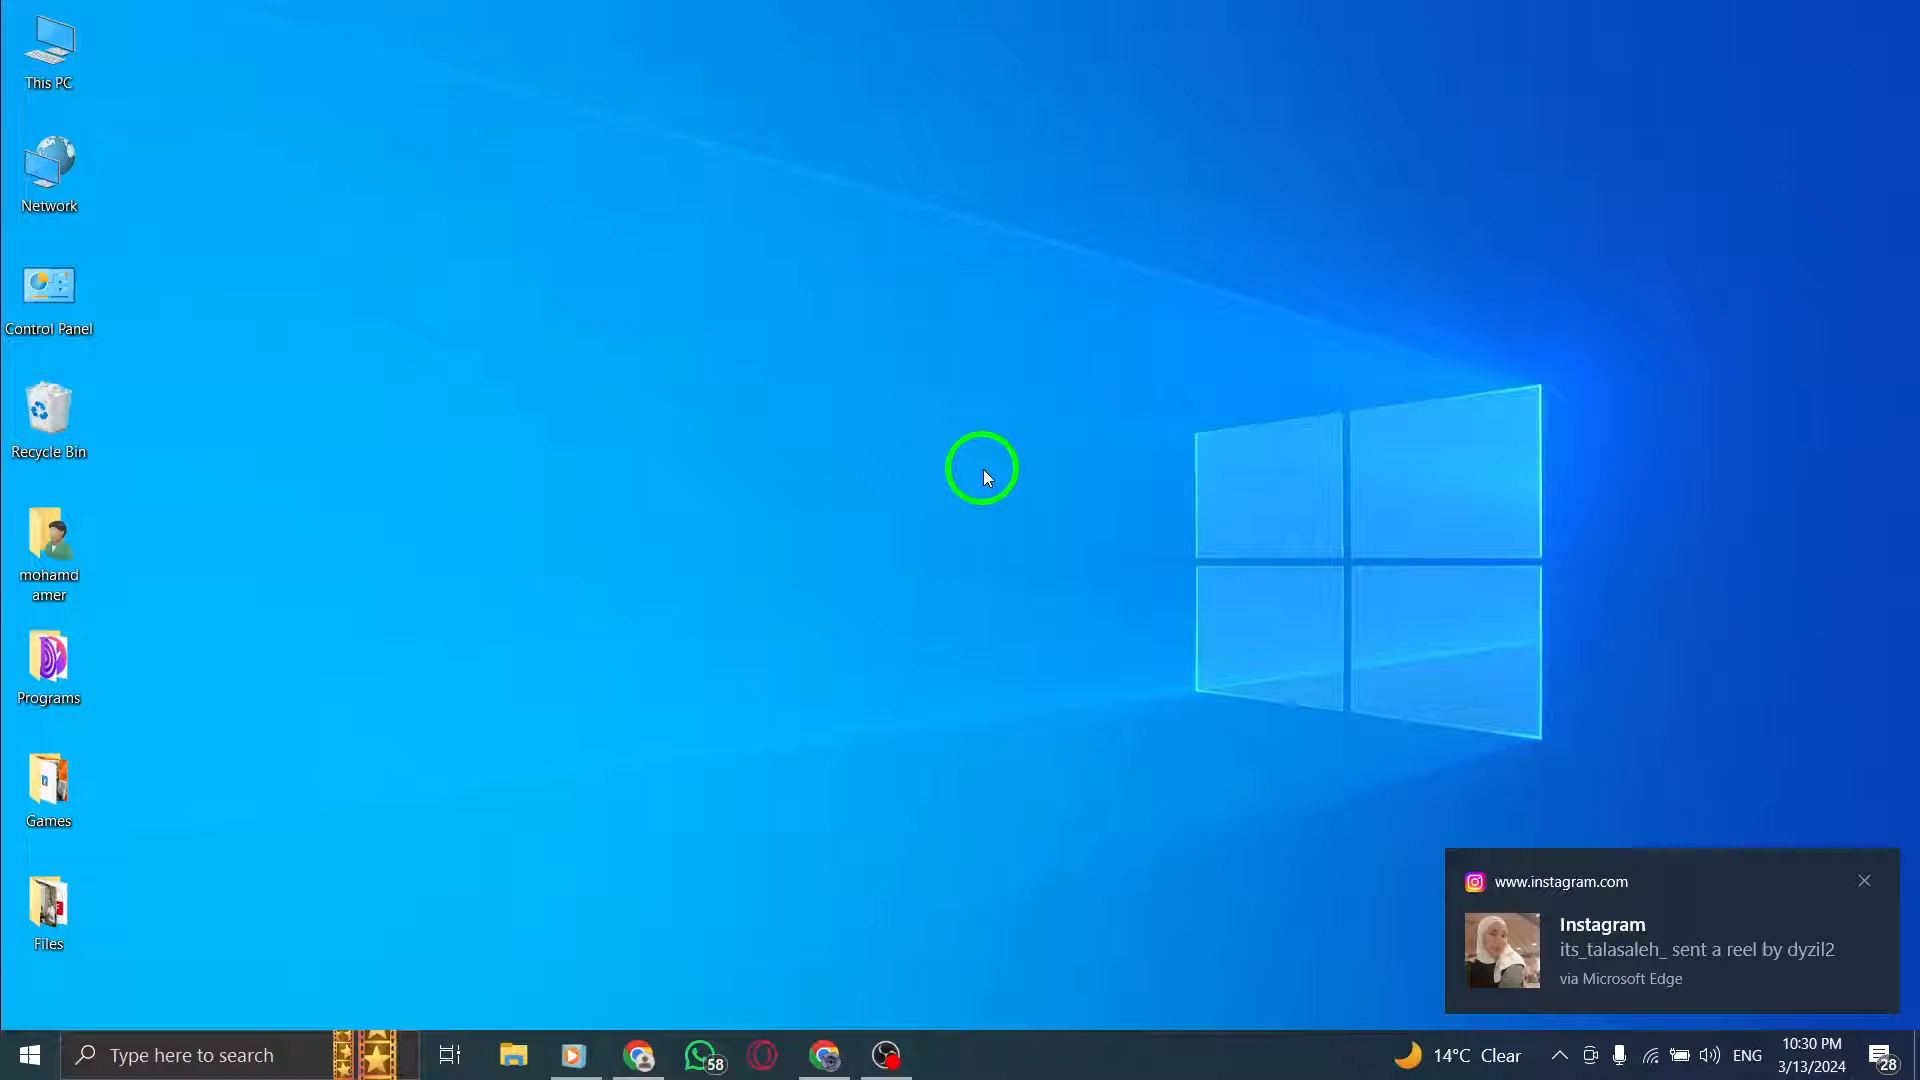 This PC
Network
Control Panel
Recycle Bin
mohamd
amer
Programs
Games
Files
www.instagram.com
Instagram
its_talasaleh_ sent a reel by dyzil2
via Microsoft Edge
Type here to search
58
14°C Clear
ENG
10:30 PM
3/13/2024
28